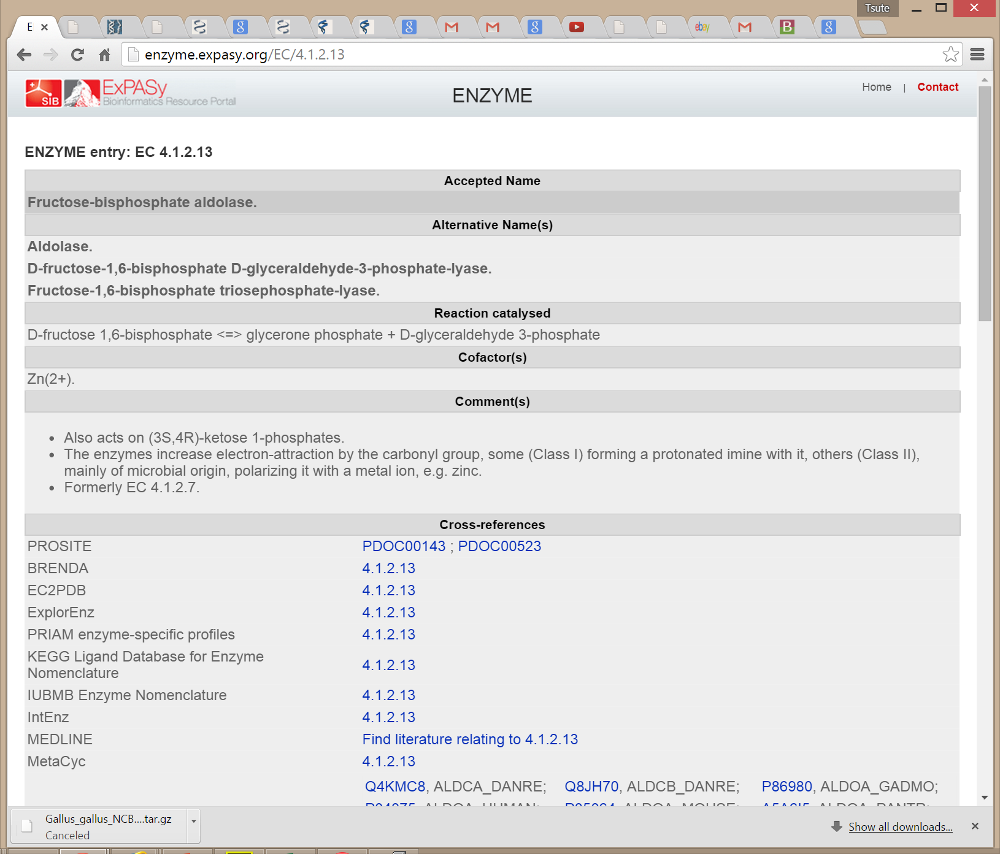 Tsute
E
ebay
B
enzyme.expasy.org/EC/4.1.2.13
SIB
ExPASy
Bioinformatics Resource Portal
ENZYME
Home | Contact
ENZYME entry: EC 4.1.2.13
Accepted Name
Fructose-bisphosphate aldolase.
Alternative Name(s)
Aldolase.
D-fructose-1,6-bisphosphate D-glyceraldehyde-3-phosphate-lyase.
Fructose-1,6-bisphosphate triosephosphate-lyase.
Reaction catalysed
D-fructose 1,6-bisphosphate <=> glycerone phosphate + D-glyceraldehyde 3-phosphate
Cofactor(s)
Zn(2+).
Comment(s)
Also acts on (3S,4R)-ketose 1-phosphates.
The enzymes increase electron-attraction by the carbonyl group, some (Class I) forming a protonated imine with it, others (Class II),
mainly of microbial origin, polarizing it with a metal ion, e.g. zinc.
Formerly EC 4.1.2.7.
Cross-references
PROSITE PDOC00143 ; PDOC00523
BRENDA 4.1.2.13
EC2PDB 4.1.2.13
ExplorEnz 4.1.2.13
PRIAM enzyme-specific profiles 4.1.2.13
KEGG Ligand Database for Enzyme
Nomenclature 4.1.2.13
IUBMB Enzyme Nomenclature 4.1.2.13
IntEnz 4.1.2.13
MEDLINE Find literature relating to 4.1.2.13
MetaCyc 4.1.2.13
Q4KMC8, ALDCA_DANRE; Q8JH70, ALDCB_DANRE; P86980, ALDOA_GADMO;
Gallus_gallus_NCB....tar.gz
Canceled
Show all downloads...